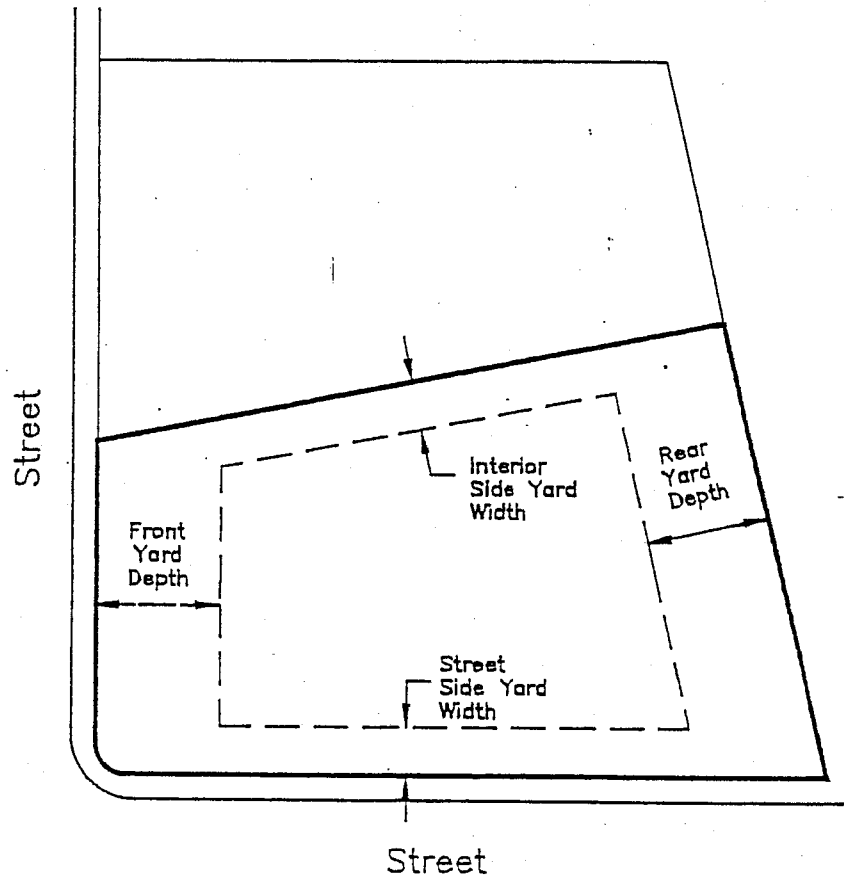 Street
Interior
Side Yard
Width
Rear
Yard
Depth
Front
Yard
Depth
Street
Side Yard
Width
Street